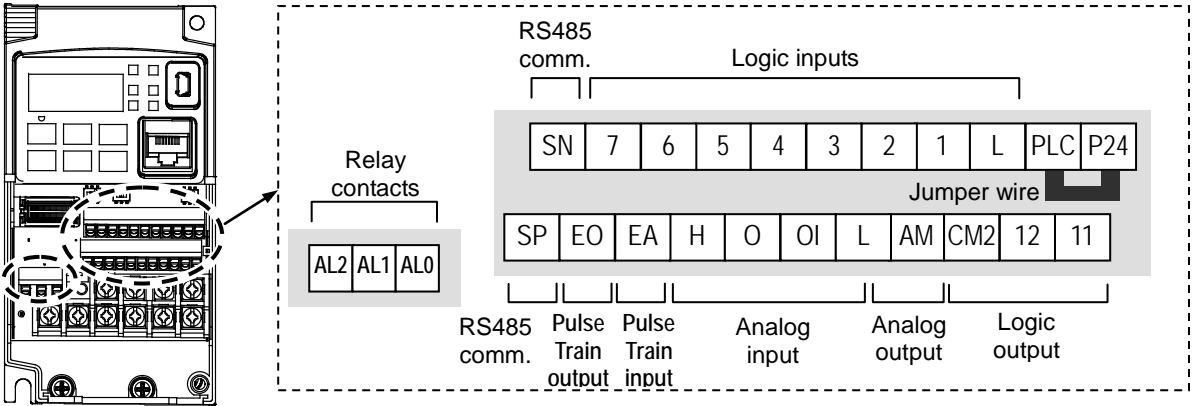 RS485
comm.
Logic inputs
SN 7 6 5 4 3 2 1 L PLC P24
Jumper wire
Relay
contacts
AL2 AL1 AL0
SP EO EA H O OI L AM CM2 12 11
RS485
comm.
Pulse
Train
output
Pulse
Train
input
Analog
input
Analog
output
Logic
output